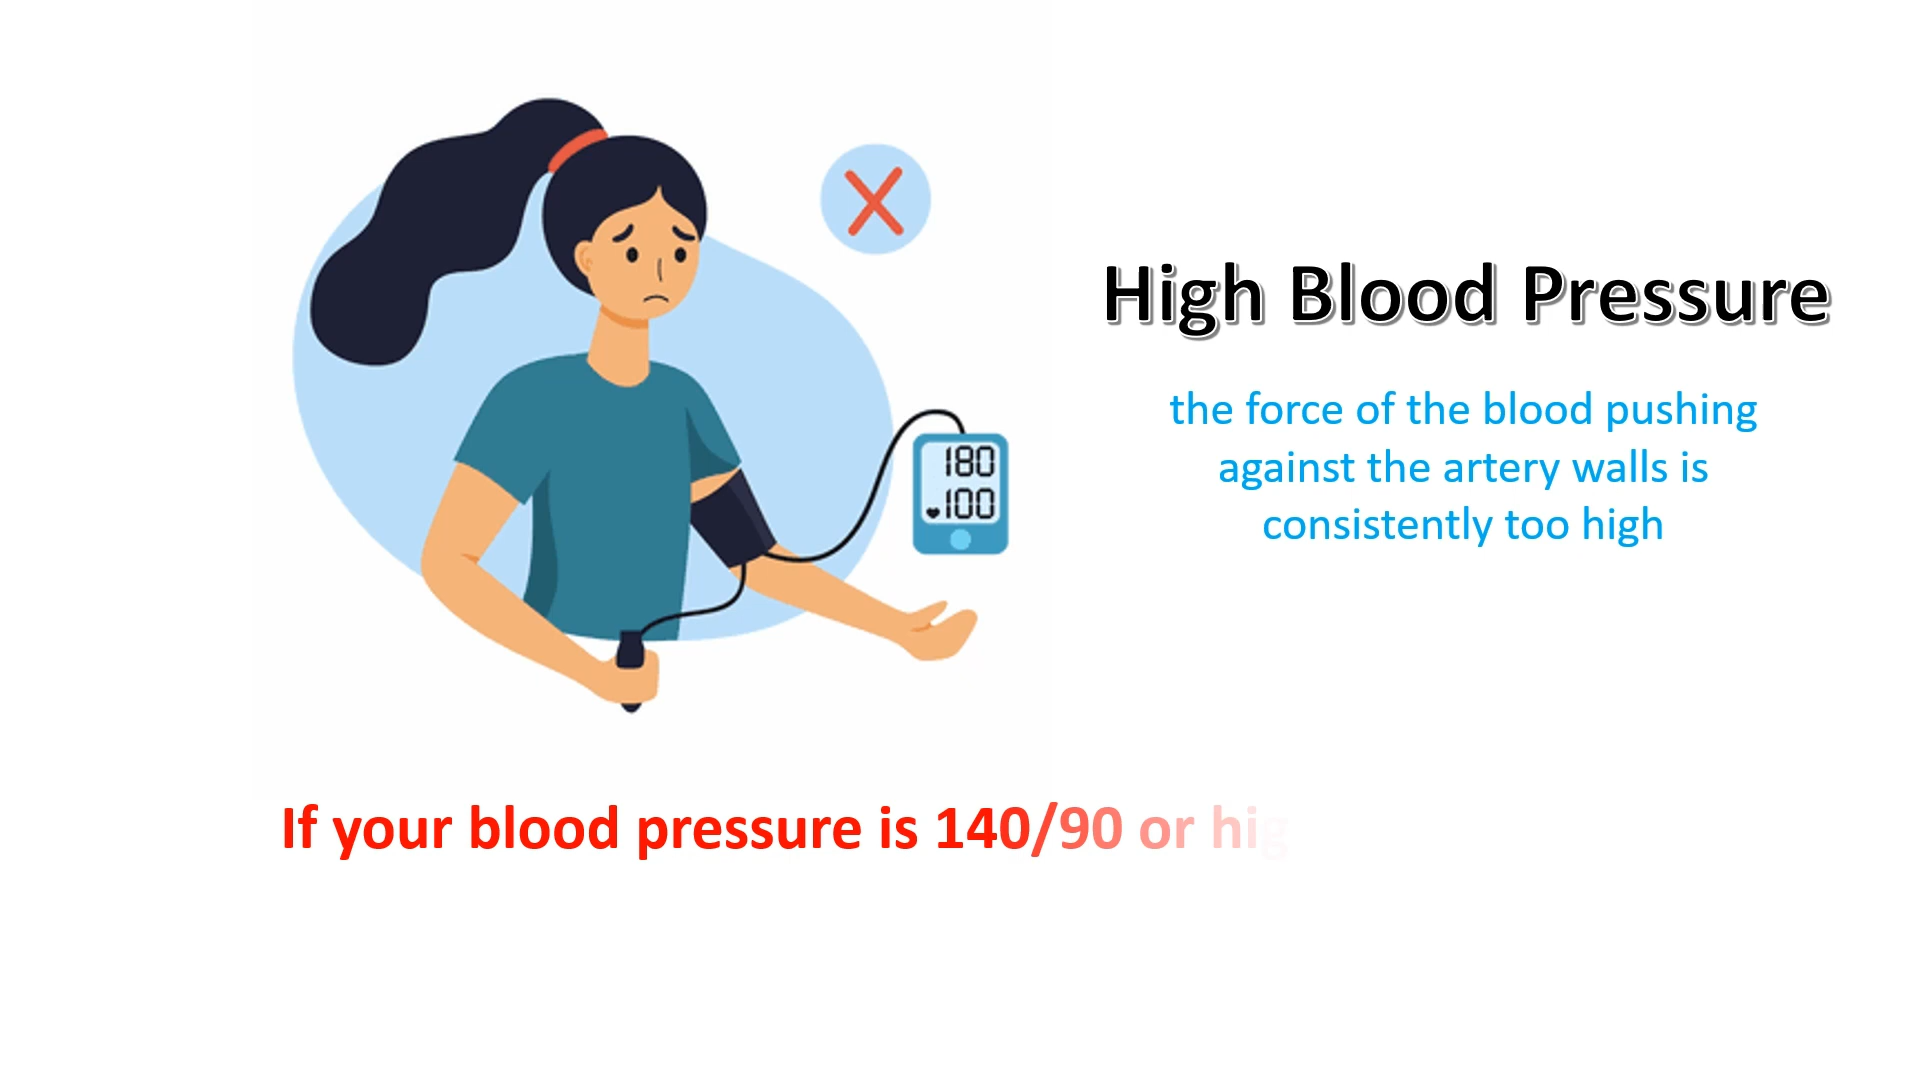 180
100
High Blood Pressure
the force of the blood pushing
against the artery walls is
consistently too high
If your blood pressure is 140/90 or hig